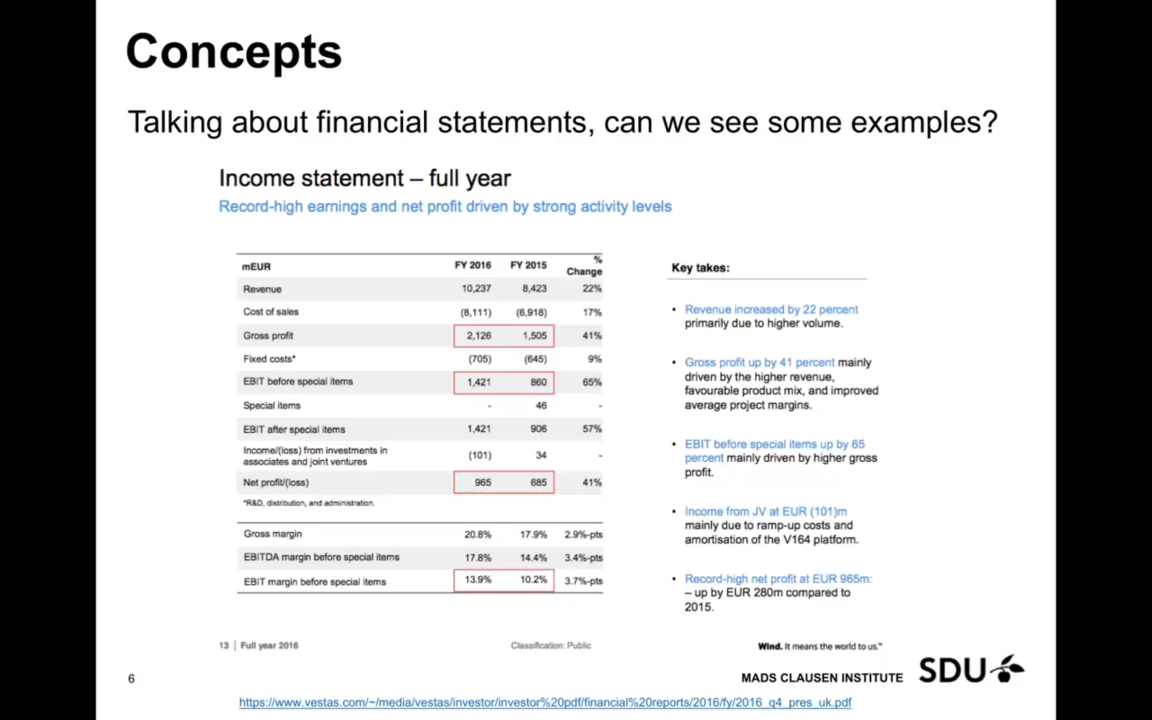 Concepts
Talking about financial statements, can we see some examples?
Income statement – full year
Record-high earnings and net profit driven by strong activity levels
mEUR FY 2016 FY 2015 % Change
Revenue 10,237 8,423 22%
Cost of sales (8,111) (6,918) 17%
Gross profit 2,126 1,505 41%
Fixed costs* (705) (645) 9%
EBIT before special items 1,421 860 65%
Special items - 46 -
EBIT after special items 1,421 906 57%
Income/(loss) from investments in
associates and joint ventures (101) 34 -
Net profit/(loss) 965 685 41%
*R&D, distribution, and administration.
Gross margin 20.8% 17.9% 2.9%-pts
EBITDA margin before special items 17.8% 14.4% 3.4%-pts
EBIT margin before special items 13.9% 10.2% 3.7%-pts
Key takes:
• Revenue increased by 22 percent
primarily due to higher volume.
• Gross profit up by 41 percent mainly
driven by the higher revenue,
favourable product mix, and improved
average project margins.
• EBIT before special items up by 65
percent mainly driven by higher gross
profit.
• Income from JV at EUR (101)m
mainly due to ramp-up costs and
amortisation of the V164 platform.
• Record-high net profit at EUR 965m:
– up by EUR 280m compared to
2015.
13 | Full year 2016
Classification: Public
Wind. It means the world to us.™
6
MADS CLAUSEN INSTITUTE
SDU
https://www.vestas.com/~/media/vestas/investor/investor%20pdf/financial%20reports/2016/fy/2016_q4_pres_uk.pdf